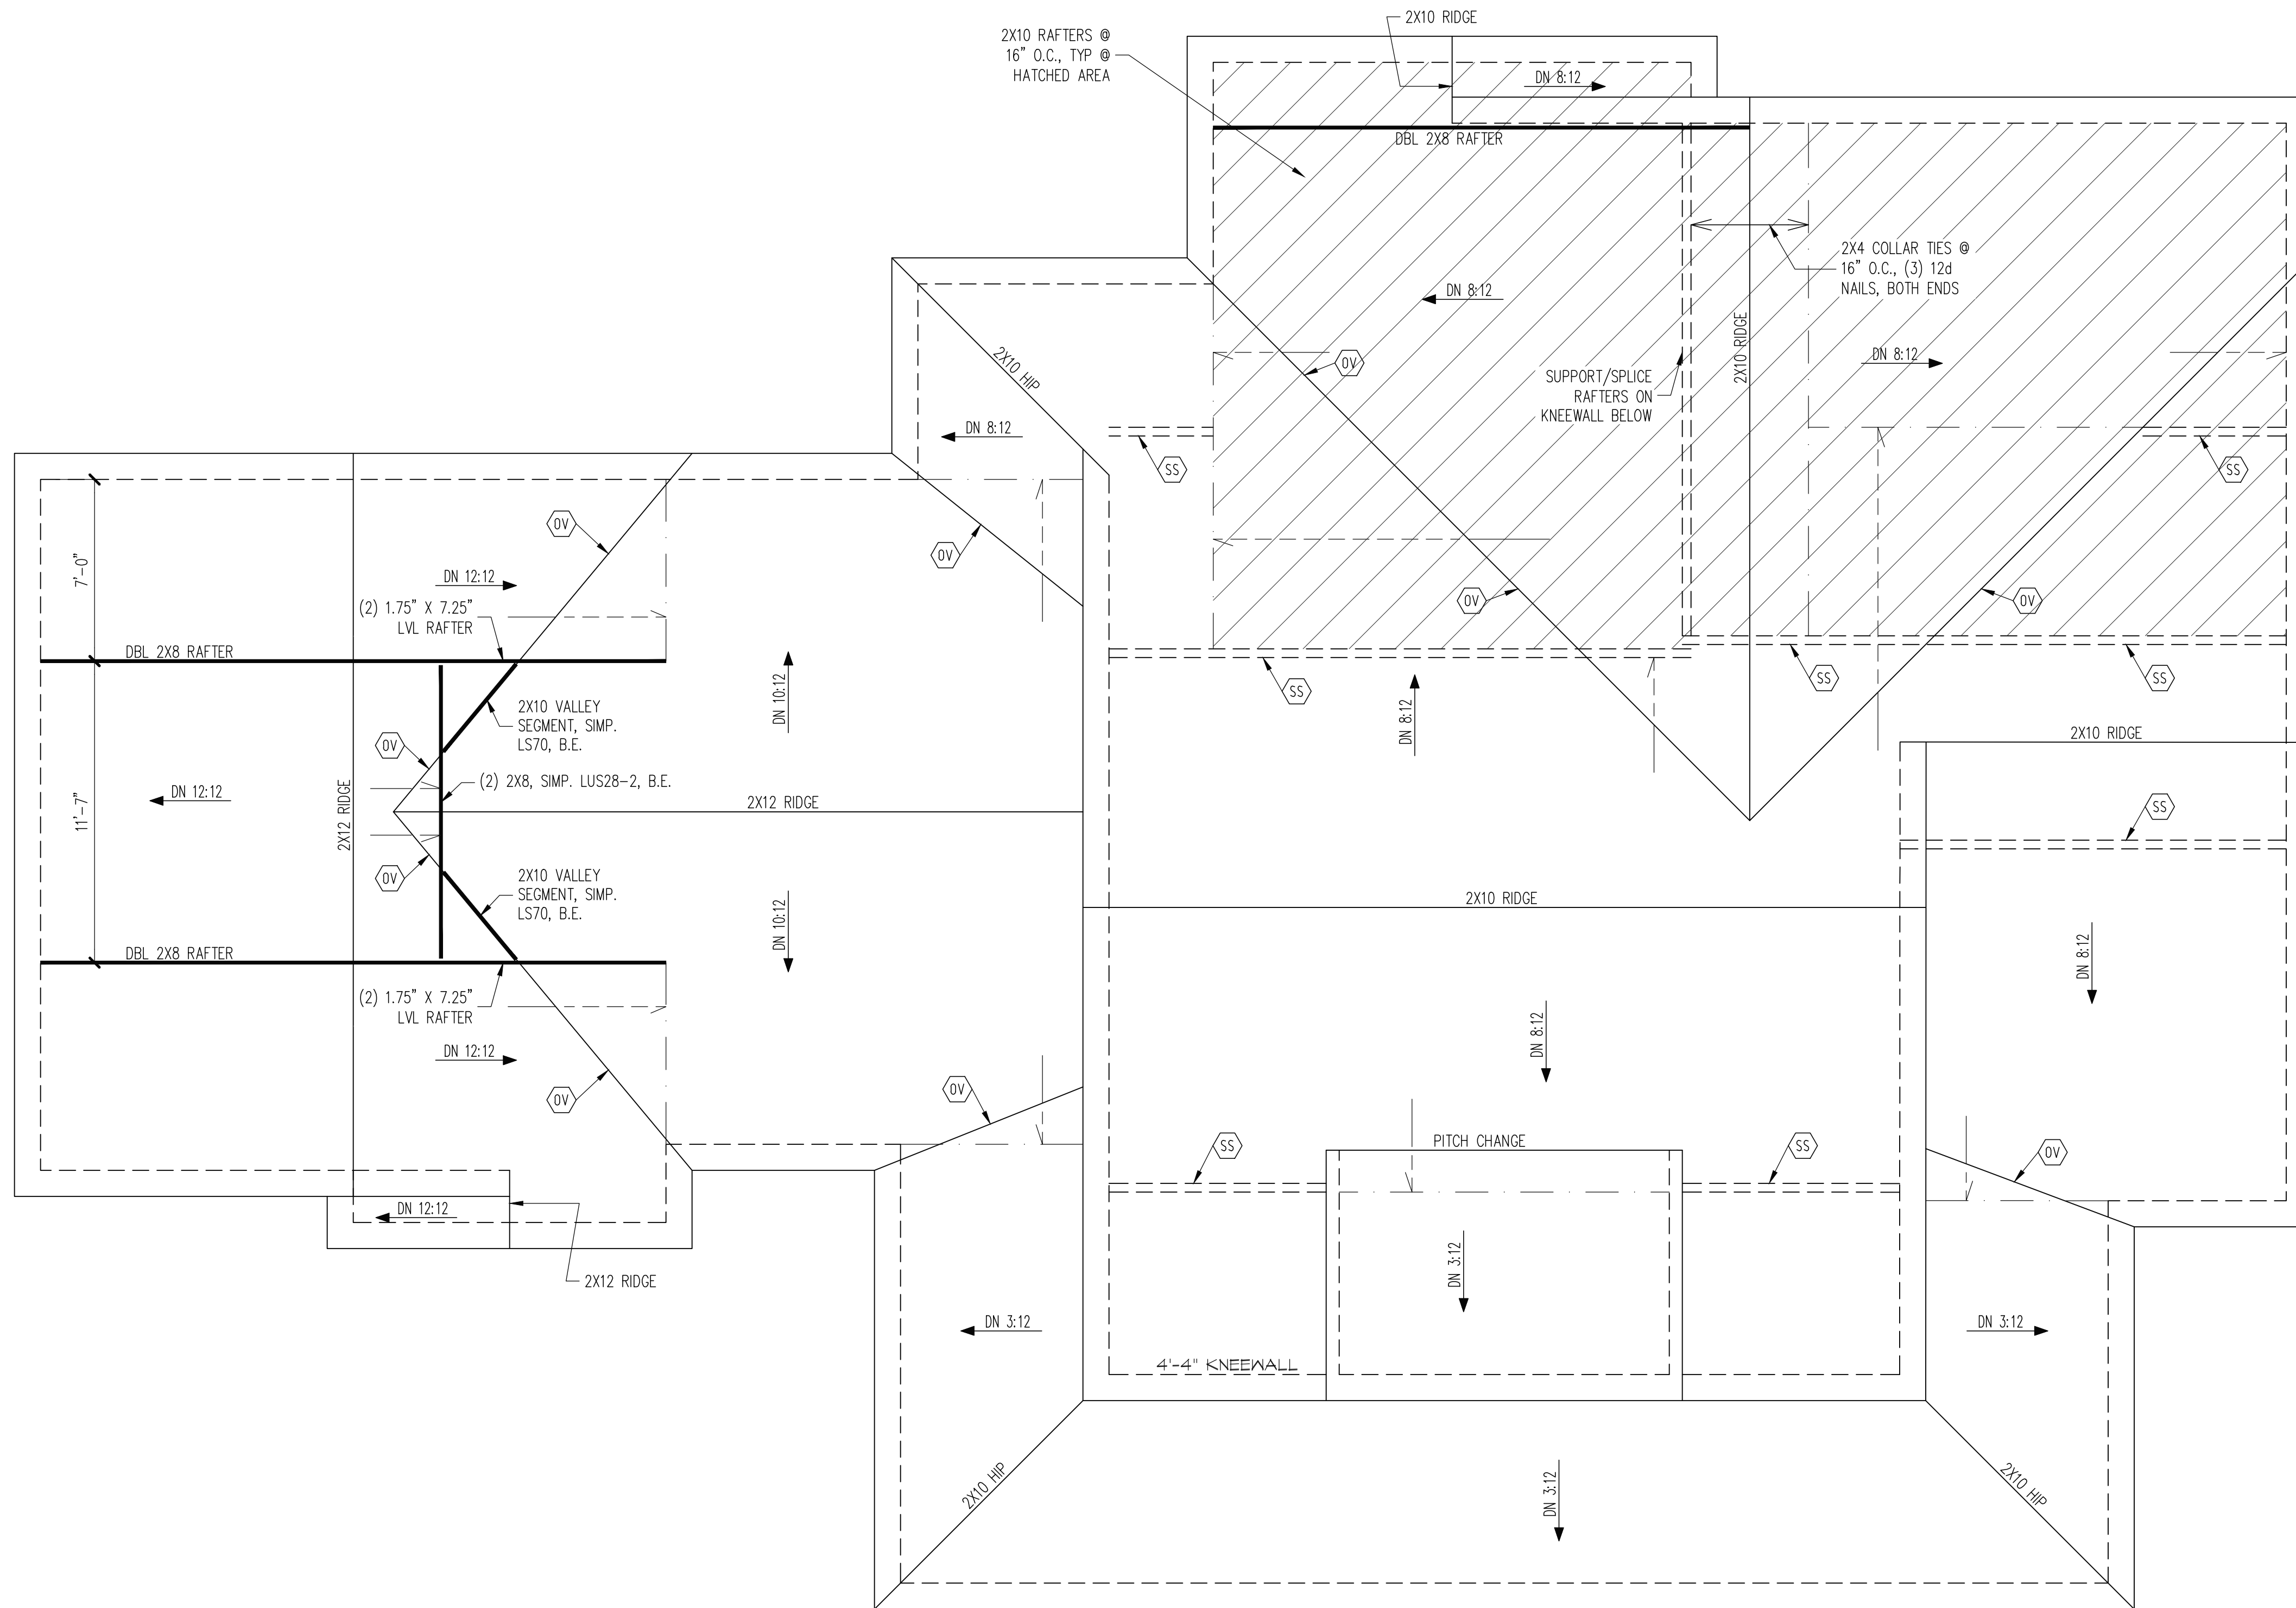 2X10 RIDGE
2X10 RAFTERS @
16" O.C., TYP @
HATCHED AREA
DN 8:12
DBL 2X8 RAFTER
2X4 COLLAR TIES @
16" O.C., (3) 12d
NAILS, BOTH ENDS
DN 8:12
2X10 RIDGE
DN 8:12
OV
2X10 HIP
SUPPORT/SPLICE
RAFTERS ON
KNEEWALL BELOW
DN 8:12
SS
SS
OV
OV
7'-0"
DN 12:12
(2) 1.75" X 7.25"
LVL RAFTER
OV
OV
DBL 2X8 RAFTER
SS
SS
SS
DN 10:12
DN 8:12
2X10 VALLEY
SEGMENT, SIMP.
LS70, B.E.
2X10 RIDGE
OV
(2) 2X8, SIMP. LUS28-2, B.E.
DN 12:12
11'-7"
2X12 RIDGE
2X12 RIDGE
SS
OV
2X10 VALLEY
SEGMENT, SIMP.
LS70, B.E.
2X10 RIDGE
DBL 2X8 RAFTER
DN 10:12
DN 8:12
(2) 1.75" X 7.25"
LVL RAFTER
DN 8:12
DN 12:12
OV
OV
PITCH CHANGE
SS
SS
OV
DN 12:12
2X12 RIDGE
DN 3:12
DN 3:12
DN 3:12
4'-4" KNEEWALL
2X10 HIP
DN 3:12
2X10 HIP